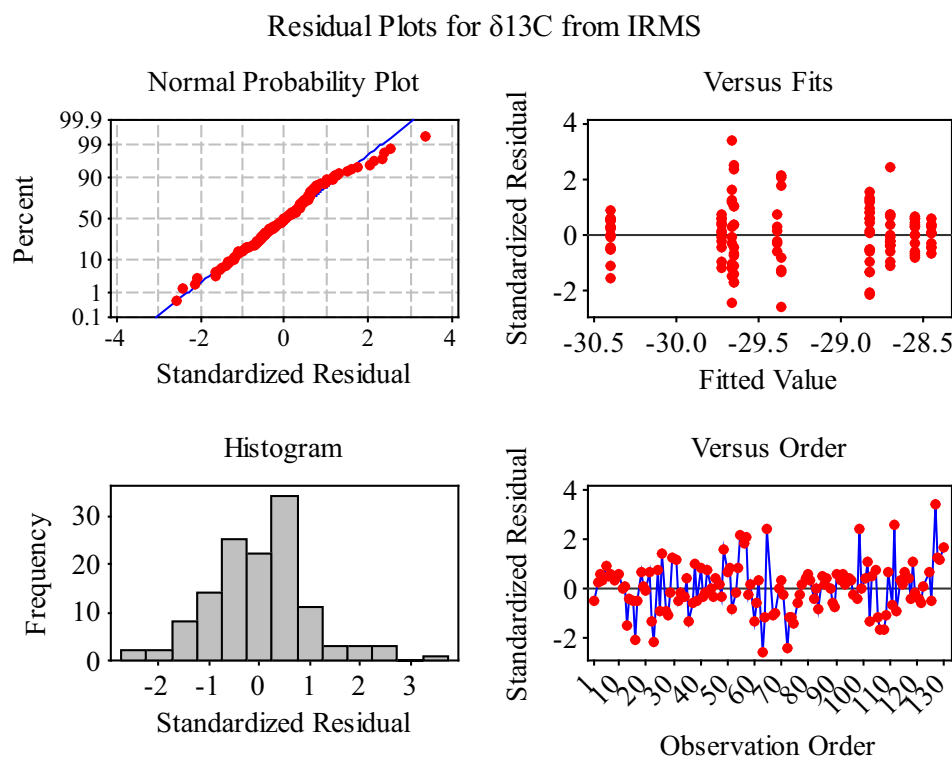 Residual Plots for δ13C from IRMS
Normal Probability Plot
Percent
99.9
99
90
50
10
1
0.1
-4 -2 0 2 4
Standardized Residual
Versus Fits
Standardized Residual
4
2
0
-2
-30.5 -30.0 -29.5 -29.0 -28.5
Fitted Value
Histogram
Frequency
30
20
10
0
-2 -1 0 1 2 3
Standardized Residual
Versus Order
Standardized Residual
4
2
0
-2
1 10 20 30 40 50 60 70 80 90 100 110 120 130
Observation Order